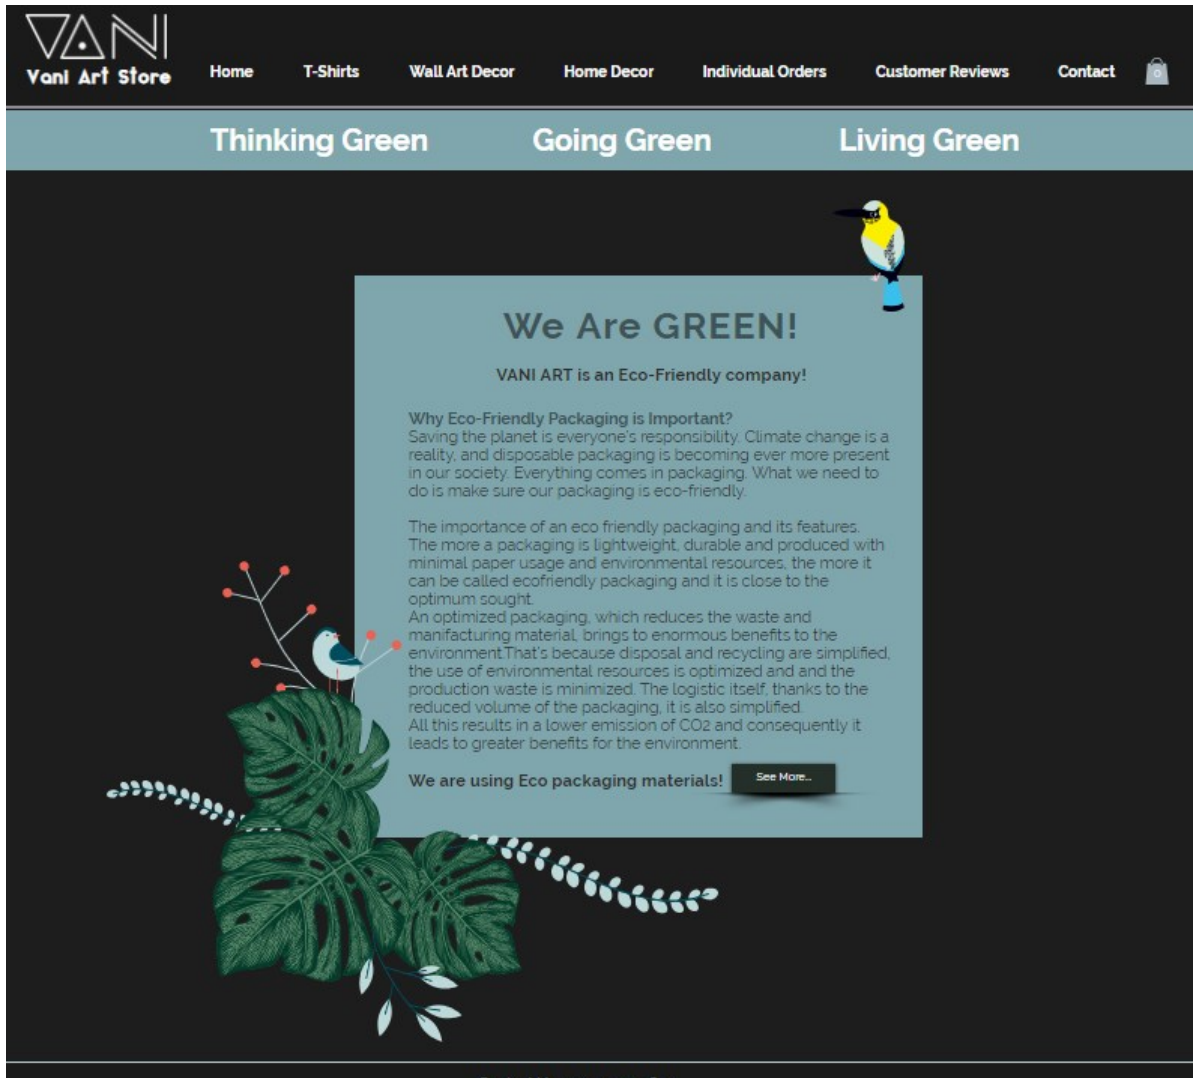 VANI
Vani Art Store
Home T-Shirts Wall Art Decor Home Decor Individual Orders Customer Reviews Contact 0
Thinking Green Going Green Living Green
We Are GREEN!
VANI ART is an Eco-Friendly company!
Why Eco-Friendly Packaging is Important?
Saving the planet is everyone's responsibility. Climate change is a
reality, and disposable packaging is becoming ever more present
in our society. Everything comes in packaging. What we need to
do is make sure our packaging is eco-friendly.
The importance of an eco friendly packaging and its features.
The more a packaging is lightweight, durable and produced with
minimal paper usage and environmental resources, the more it
can be called ecofriendly packaging and it is close to the
optimum sought.
An optimized packaging, which reduces the waste and
manifacturing material, brings to enormous benefits to the
environment.That's because disposal and recycling are simplified,
the use of environmental resources is optimized and and the
production waste is minimized. The logistic itself, thanks to the
reduced volume of the packaging, it is also simplified.
All this results in a lower emission of CO2 and consequently it
leads to greater benefits for the environment.
We are using Eco packaging materials! See More...